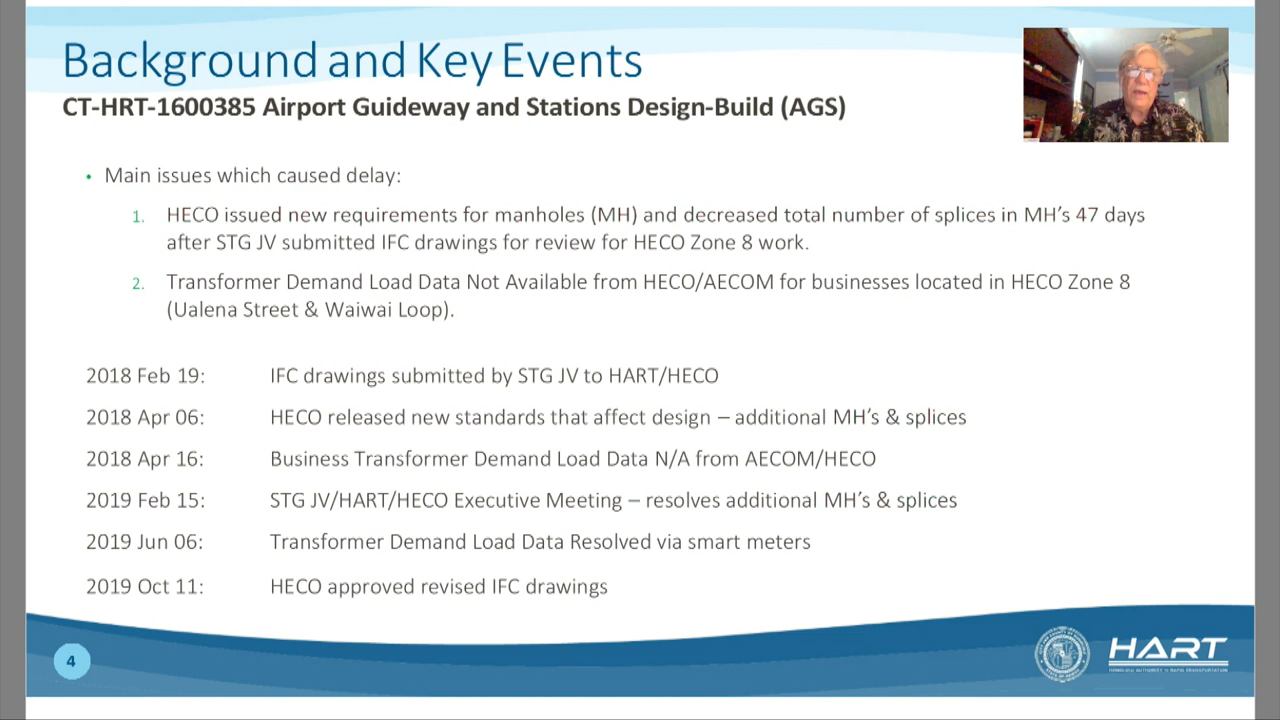 Background and Key Events
CT-HRT-1600385 Airport Guideway and Stations Design-Build (AGS)
• Main issues which caused delay:
1. HECO issued new requirements for manholes (MH) and decreased total number of splices in MH's 47 days
after STG JV submitted IFC drawings for review for HECO Zone 8 work.
2. Transformer Demand Load Data Not Available from HECO/AECOM for businesses located in HECO Zone 8
(Ualena Street & Waiwai Loop).
2018 Feb 19: IFC drawings submitted by STG JV to HART/HECO
2018 Apr 06: HECO released new standards that affect design – additional MH's & splices
2018 Apr 16: Business Transformer Demand Load Data N/A from AECOM/HECO
2019 Feb 15: STG JV/HART/HECO Executive Meeting – resolves additional MH's & splices
2019 Jun 06: Transformer Demand Load Data Resolved via smart meters
2019 Oct 11: HECO approved revised IFC drawings
4
HART
HONOLULU AUTHORITY for RAPID TRANSPORTATION